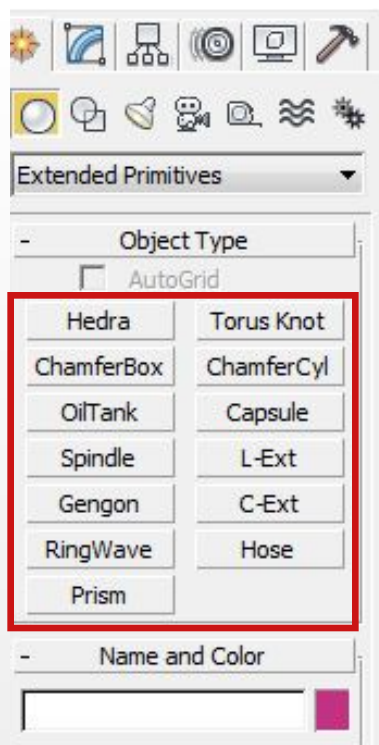 Extended Primitives
- Object Type
AutoGrid
Hedra Torus Knot
ChamferBox ChamferCyl
OilTank Capsule
Spindle L-Ext
Gengon C-Ext
RingWave Hose
Prism
- Name and Color